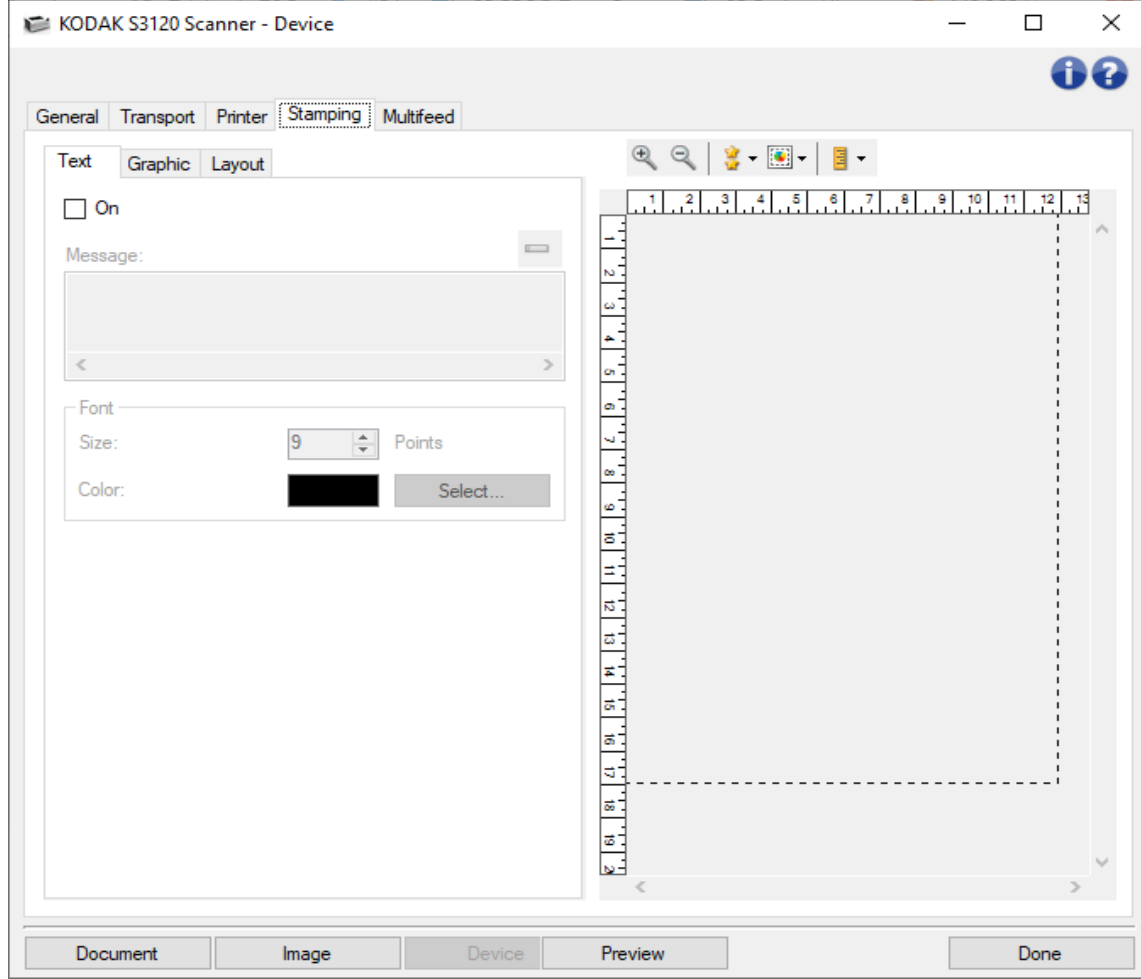 KODAK S3120 Scanner - Device
General Transport Printer Stamping Multifeed
Text Graphic Layout
On
Message:
Font
Size: 9 Points
Color: Select...
1 2 3 4 5 6 7 8 9 10 11 12 13
1
2
3
4
5
6
7
8
9
10
11
12
13
14
15
16
17
18
19
Document Image Device Preview Done